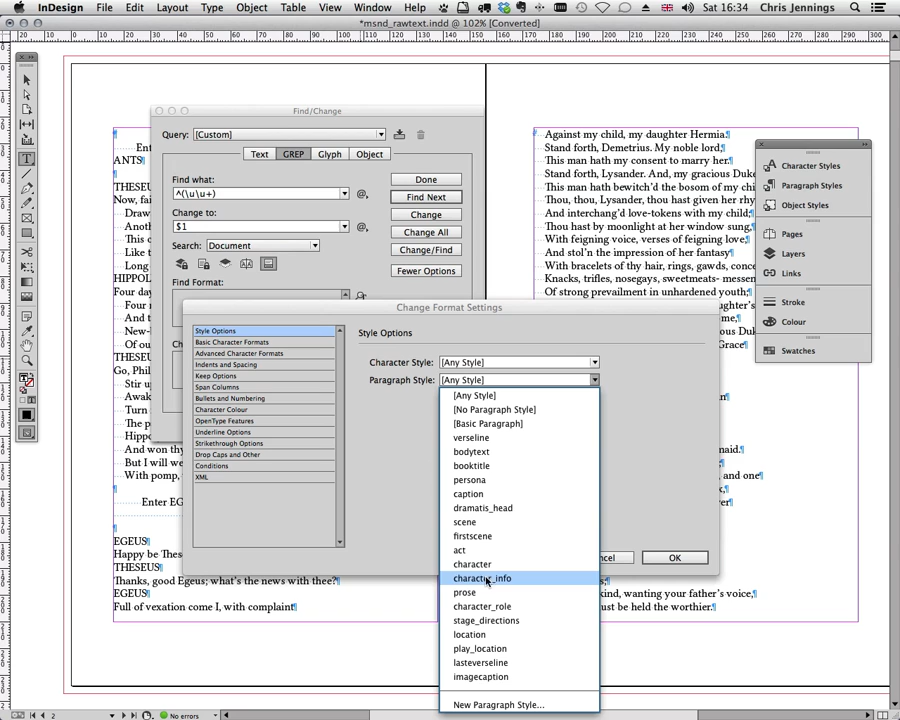 InDesign File Edit Layout Type Object Table View Window Help Sat 16:34 Chris Jennings
*msnd_rawtext.indd @ 102% [Converted]
Find/Change
Query: [Custom]
Text GREP Glyph Object
Find what:
^(\u\u+)
Change to:
$1
Search: Document
Find Format:
Done
Find Next
Change
Change All
Change/Find
Fewer Options
Change Format Settings
Style Options
Basic Character Formats
Advanced Character Formats
Indents and Spacing
Keep Options
Span Columns
Bullets and Numbering
Character Colour
OpenType Features
Underline Options
Strikethrough Options
Drop Caps and Other
Conditions
XML
Style Options
Character Style: [Any Style]
Paragraph Style: [Any Style]
[Any Style]
[No Paragraph Style]
[Basic Paragraph]
verseline
bodytext
booktitle
persona
caption
dramatis_head
scene
firstscene
act
character
character_info
prose
character_role
stage_directions
location
play_location
lasteverseline
imagecaption
New Paragraph Style...
OK
Character Styles
Paragraph Styles
Object Styles
Pages
Layers
Links
Stroke
Colour
Swatches
ANTS¶
Enter EG
EGEUS¶
Happy be Thes
THESEUS¶
Thanks, good Egeus; what's the news with thee?¶
EGEUS¶
Full of vexation come I, with complaint¶
Against my child, my daughter Hermia.¶
Stand forth, Demetrius. My noble lord,¶
This man hath my consent to marry her.¶
Stand forth, Lysander. And, my gracious Duke
This man hath bewitch'd the bosom of my chi
Thou, thou, Lysander, thou hast given her rhy
And interchang'd love-tokens with my child;
Thou hast by moonlight at her window sung,
With feigning voice, verses of feigning love,¶
And stol'n the impression of her fantasy¶
With bracelets of thy hair, rings, gawds, conce
Knacks, trifles, nosegays, sweetmeats- messen
Of strong prevailment in unhardened youth;¶
kind, wanting your father's voice,¶
ust be held the worthier.¶
2
No errors